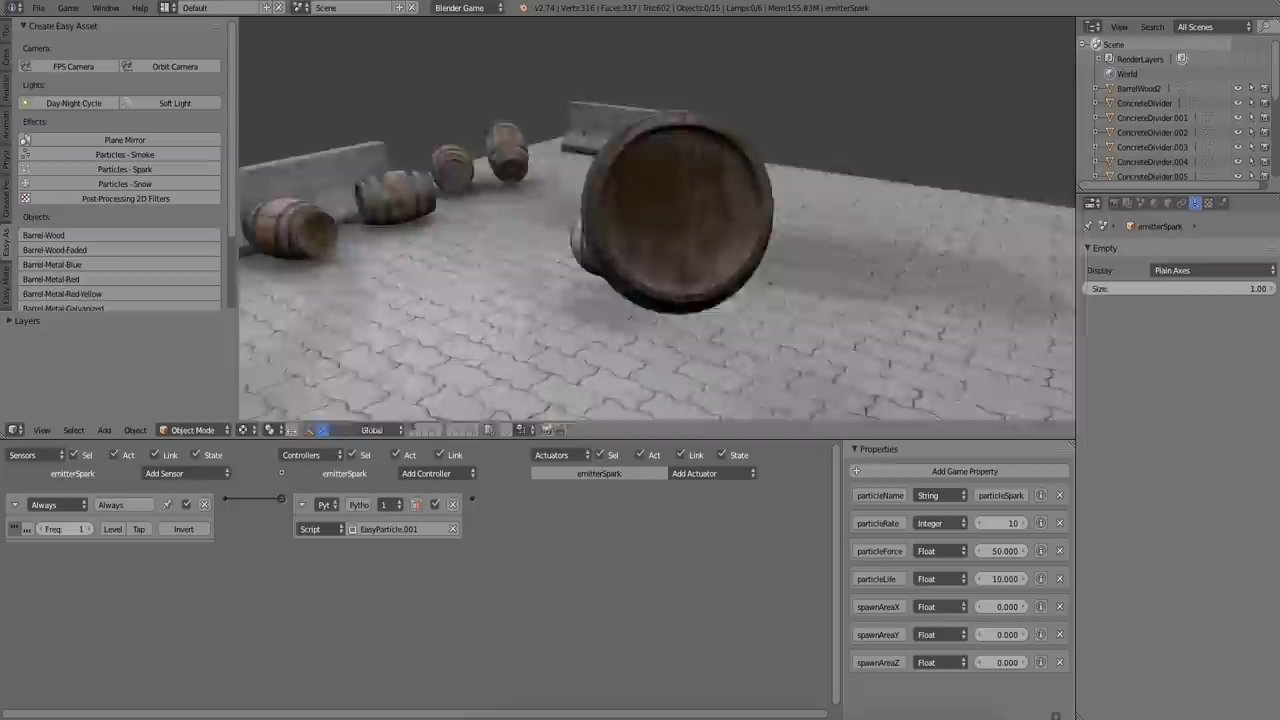 File Game Window Help Default Scene Blender Game v2.74 | Verts:316 | Faces:337 | Tris:602 | Objects:0/15 | Lamps:0/6 | Mem:155.83M | emitterSpark
Create Easy Asset
Camera:
FPS Camera Orbit Camera
Lights:
Day-Night Cycle Soft Light
Effects:
Plane Mirror
Particles - Smoke
Particles - Spark
Particles - Snow
Post-Processing 2D Filters
Objects:
Barrel-Wood
Barrel-Wood-Faded
Barrel-Metal-Blue
Barrel-Metal-Red
Barrel-Metal-Red-Yellow
Barrel-Metal-Galvanized
Layers
View Select Add Object Object Mode Global
View Search All Scenes
Scene
RenderLayers
World
BarrelWood2
ConcreteDivider
ConcreteDivider.001
ConcreteDivider.002
ConcreteDivider.003
ConcreteDivider.004
ConcreteDivider.005
emitterSpark
Empty
Display: Plain Axes
Size: 1.00
Sensors Sel Act Link State
emitterSpark Add Sensor
Always Always
Freq: 1 Level Tap Invert
Controllers Sel Act Link
emitterSpark Add Controller
Pyt Pytho 1
Script EasyParticle.001
Actuators Sel Act Link State
emitterSpark Add Actuator
Properties
Add Game Property
particleName String particleSpark
particleRate Integer 10
particleForce Float 50.000
particleLife Float 10.000
spawnAreaX Float 0.000
spawnAreaY Float 0.000
spawnAreaZ Float 0.000